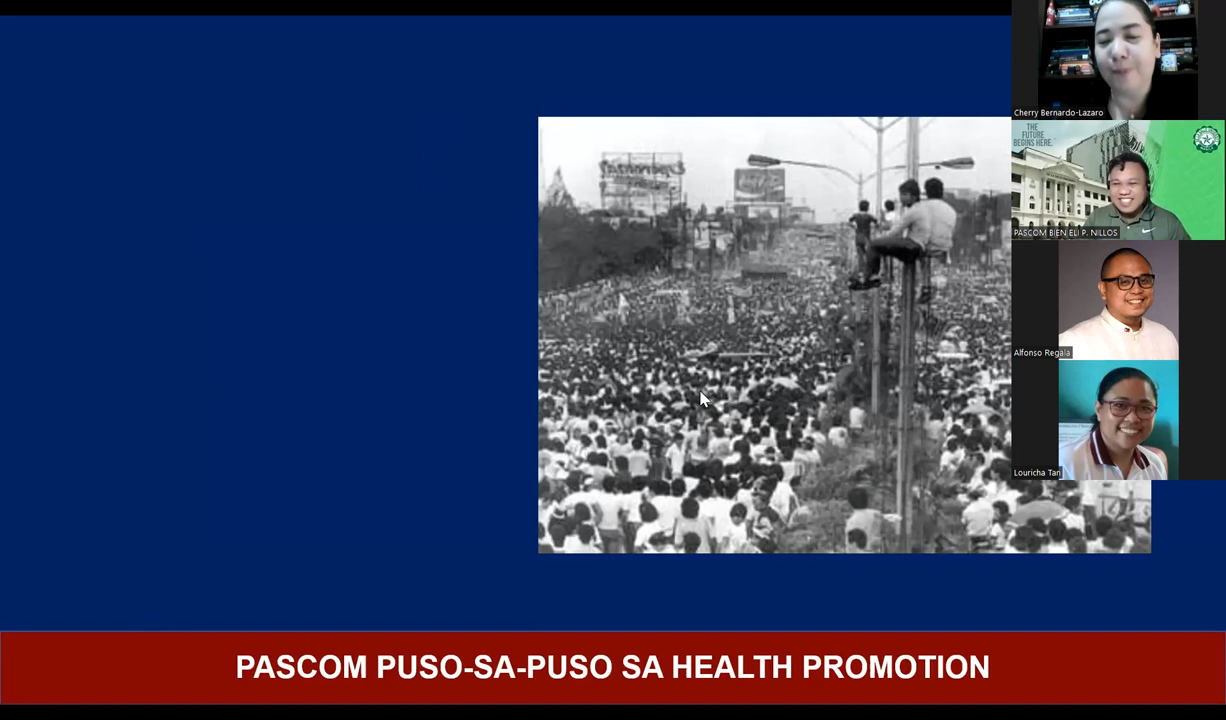 Cherry Bernardo-Lazaro
THE
FUTURE
BEGINS HERE.
PASCOM BIEN ELI P. NILLOS
Alfonso Regala
Louricha Tan
PASCOM PUSO-SA-PUSO SA HEALTH PROMOTION